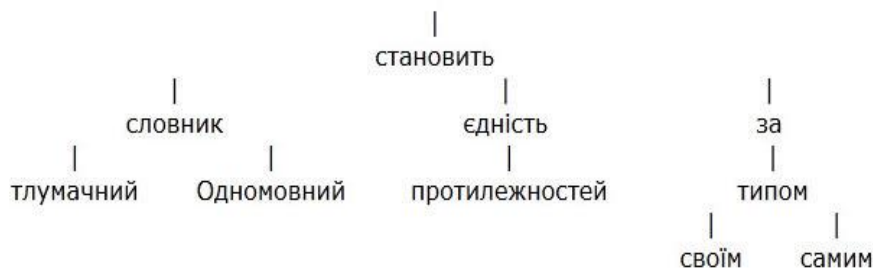 становить
словник єдність за
тлумачний Одномовний протилежностей типом
своїм самим